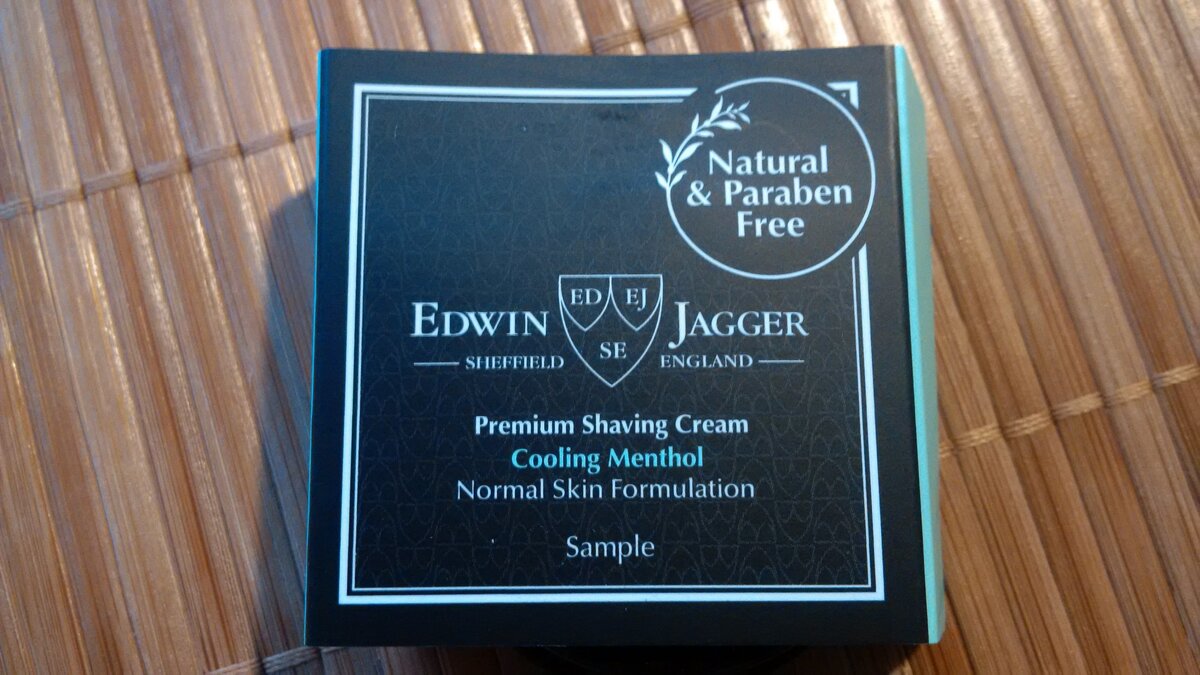 Natural
& Paraben
Free
ED EJ
EDWIN JAGGER
SE
SHEFFIELD ENGLAND
Premium Shaving Cream
Cooling Menthol
Normal Skin Formulation
Sample